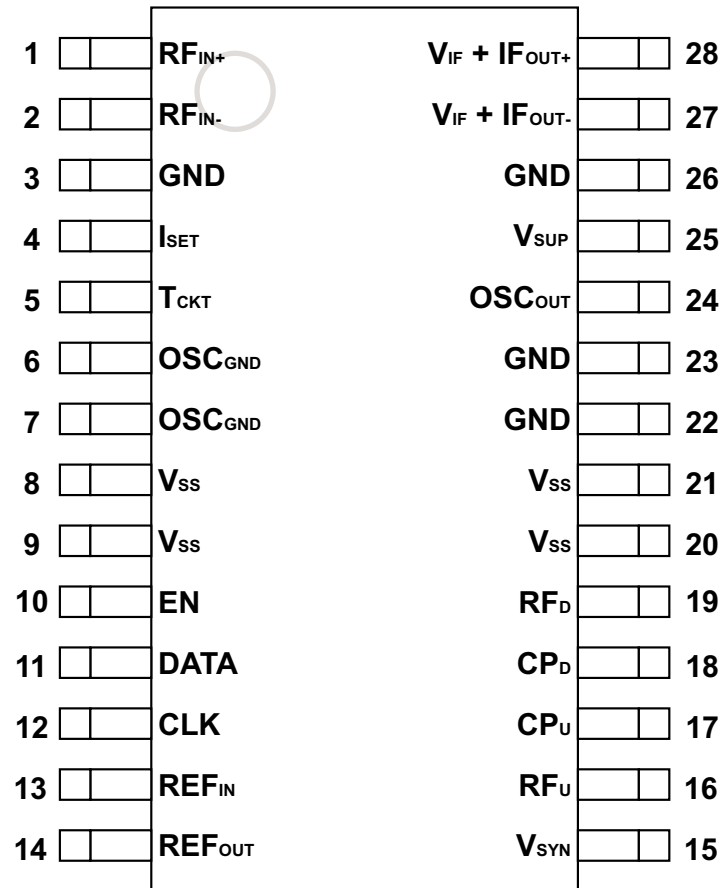 1 RFIN+ VIF + IFOUT+ 28
2 RFIN- VIF + IFOUT- 27
3 GND GND 26
4 ISET VSUP 25
5 TCKT OSCOUT 24
6 OSCGND GND 23
7 OSCGND GND 22
8 VSS VSS 21
9 VSS VSS 20
10 EN RFD 19
11 DATA CPD 18
12 CLK CPU 17
13 REFIN RFU 16
14 REFOUT VSYN 15